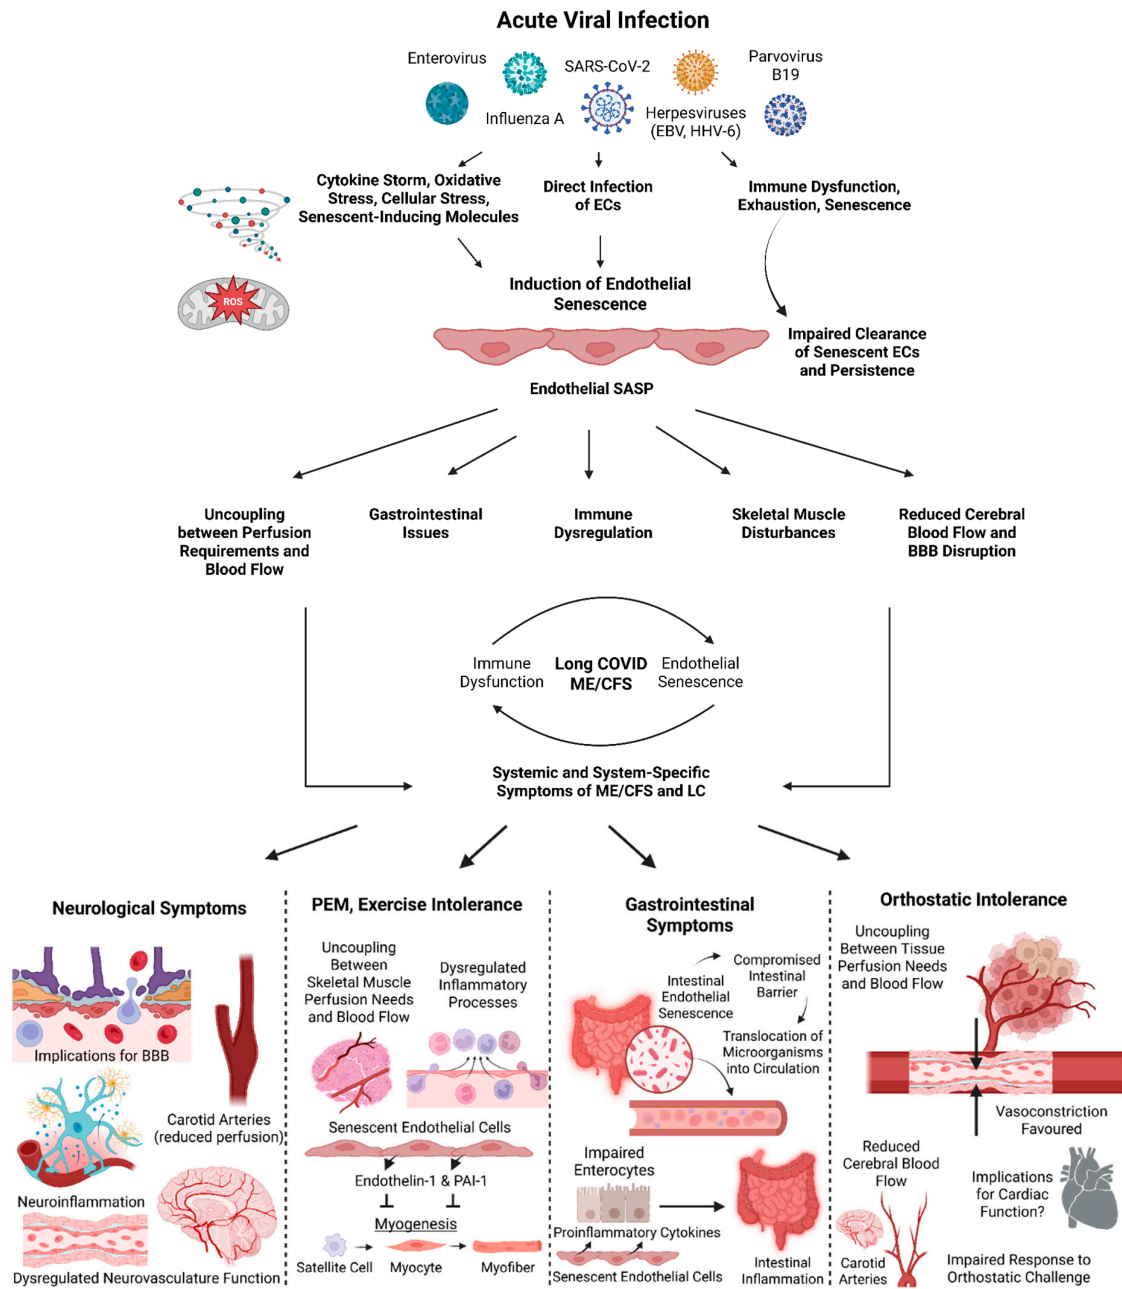 Acute Viral Infection
Enterovirus
Influenza A
SARS-CoV-2
Herpesviruses
(EBV, HHV-6)
Parvovirus
B19
Cytokine Storm, Oxidative
Stress, Cellular Stress,
Senescent-Inducing Molecules
Direct Infection
of ECs
Immune Dysfunction,
Exhaustion, Senescence
ROS
Induction of Endothelial
Senescence
Impaired Clearance
of Senescent ECs
and Persistence
Endothelial SASP
Uncoupling
between Perfusion
Requirements and
Blood Flow
Gastrointestinal
Issues
Immune
Dysregulation
Skeletal Muscle
Disturbances
Reduced Cerebral
Blood Flow and
BBB Disruption
Immune
Dysfunction
Long COVID
ME/CFS
Endothelial
Senescence
Systemic and System-Specific
Symptoms of ME/CFS and LC
Neurological Symptoms
Implications for BBB
Carotid Arteries
(reduced perfusion)
Neuroinflammation
Dysregulated Neurovasculature Function
PEM, Exercise Intolerance
Uncoupling
Between
Skeletal Muscle
Perfusion Needs
and Blood Flow
Dysregulated
Inflammatory
Processes
Senescent Endothelial Cells
Endothelin-1 & PAI-1
Myogenesis
Satellite Cell
Myocyte
Myofiber
Gastrointestinal
Symptoms
Intestinal
Endothelial
Senescence
Compromised
Intestinal
Barrier
Translocation of
Microorganisms
into Circulation
Impaired
Enterocytes
Proinflammatory Cytokines
Senescent Endothelial Cells
Intestinal
Inflammation
Orthostatic Intolerance
Uncoupling
Between Tissue
Perfusion Needs
and Blood Flow
Vasoconstriction
Favoured
Reduced
Cerebral Blood
Flow
Implications
for Cardiac
Function?
Carotid
Arteries
Impaired Response to
Orthostatic Challenge